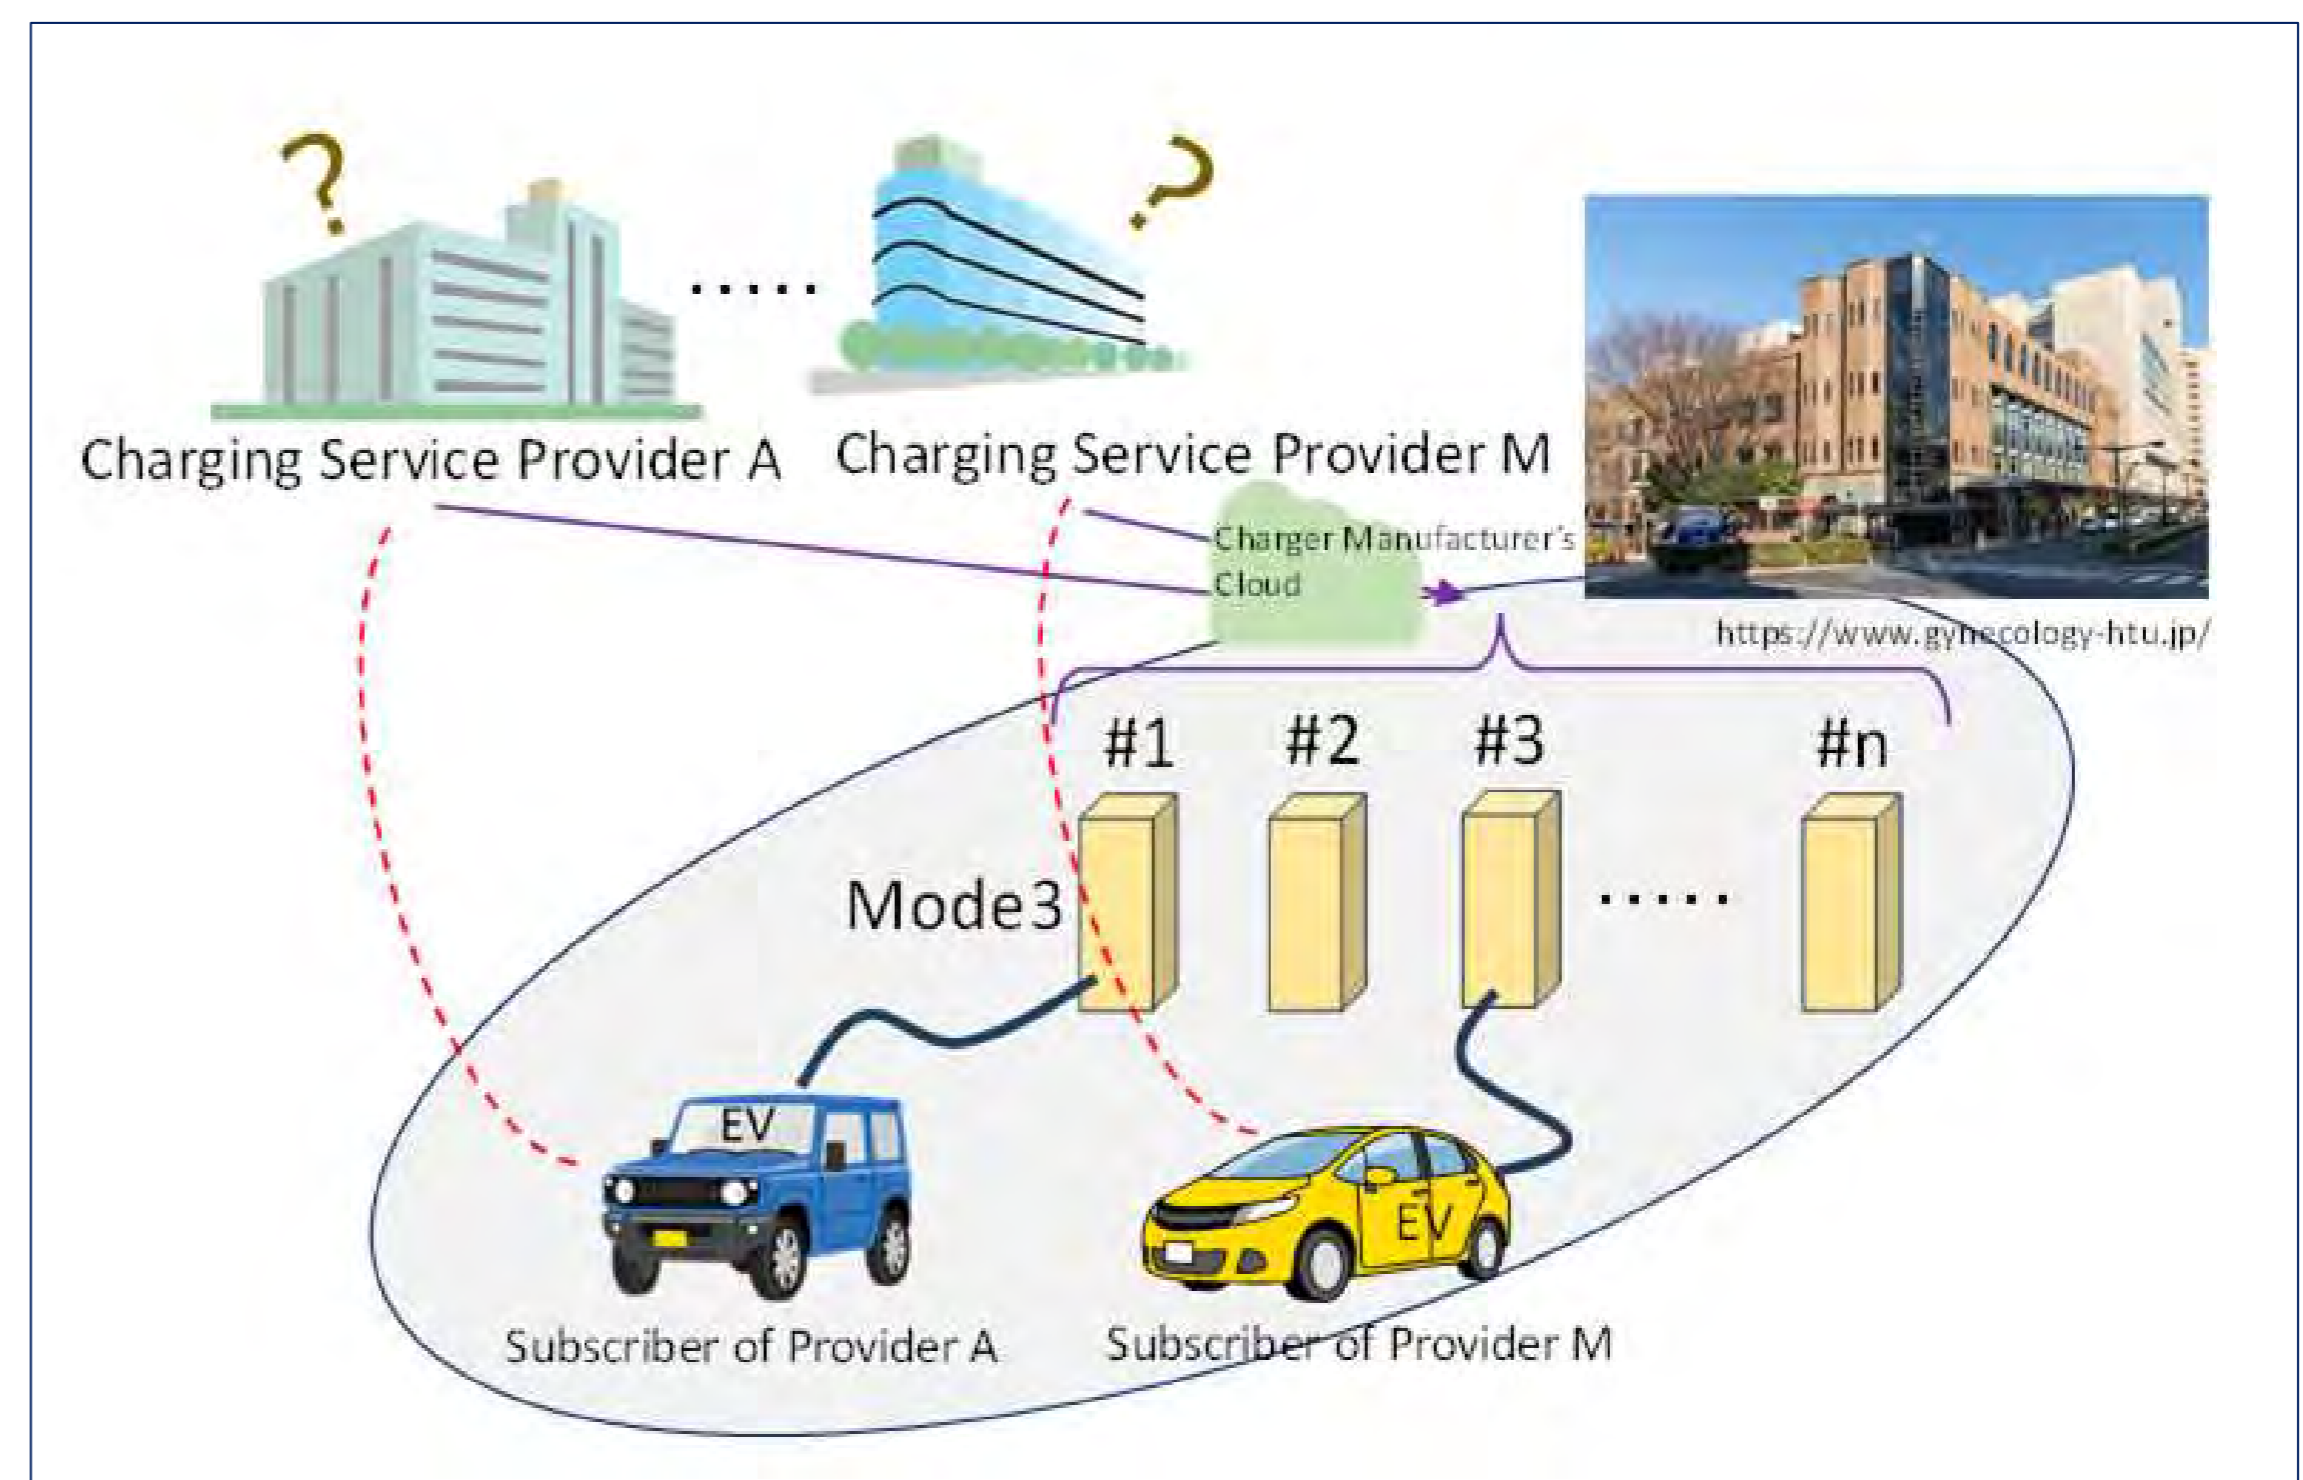 ? ?
.....
Charging Service Provider A
Charging Service Provider M
Charger Manufacturer's
Cloud
https://www.gynecology-htu.jp/
#1 #2 #3 #n
Mode3
.....
EV
EV
Subscriber of Provider A
Subscriber of Provider M